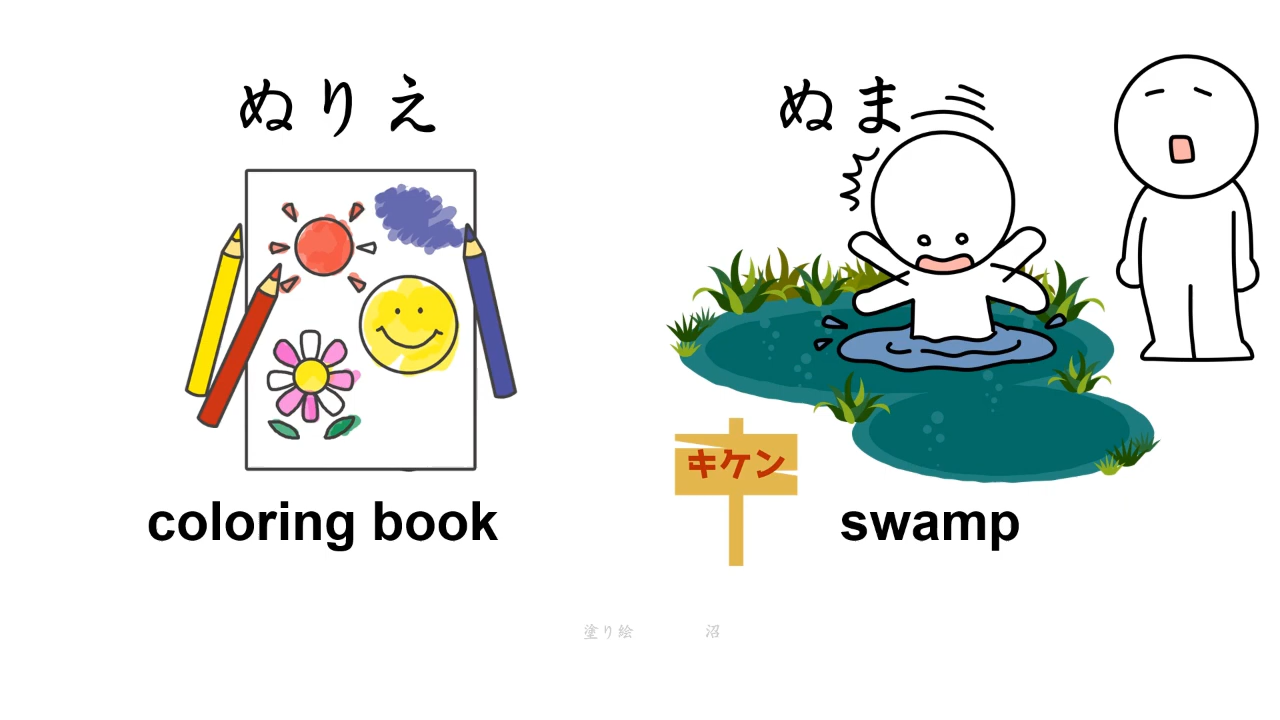 ぬりえ
ぬま
キケン
coloring book
swamp
塗り絵 沼